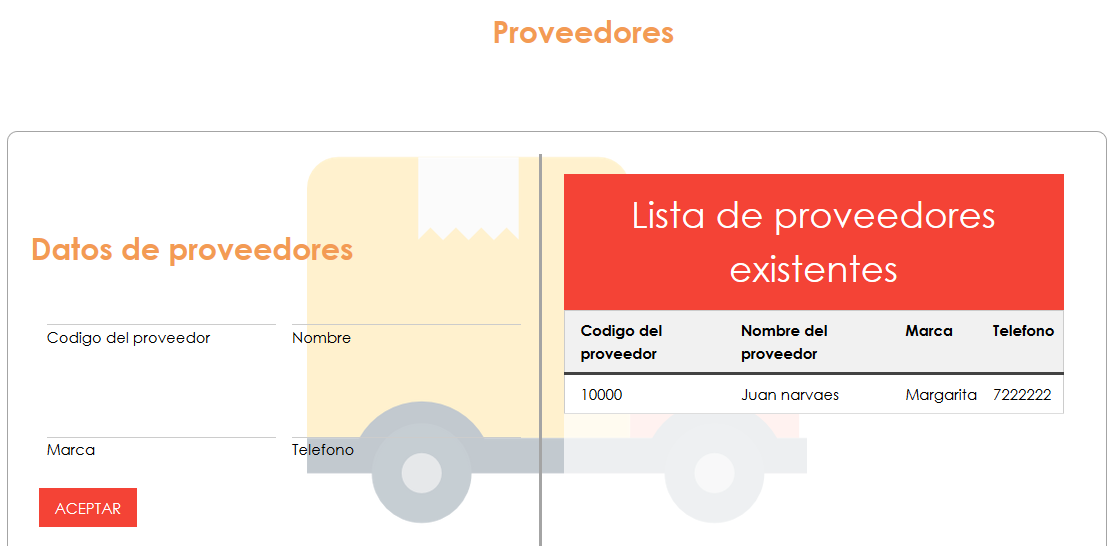 Proveedores
Datos de proveedores
Codigo del proveedor
Nombre
Marca
Telefono
ACEPTAR
Lista de proveedores
existentes
Codigo del proveedor Nombre del proveedor Marca Telefono
10000 Juan narvaes Margarita 7222222